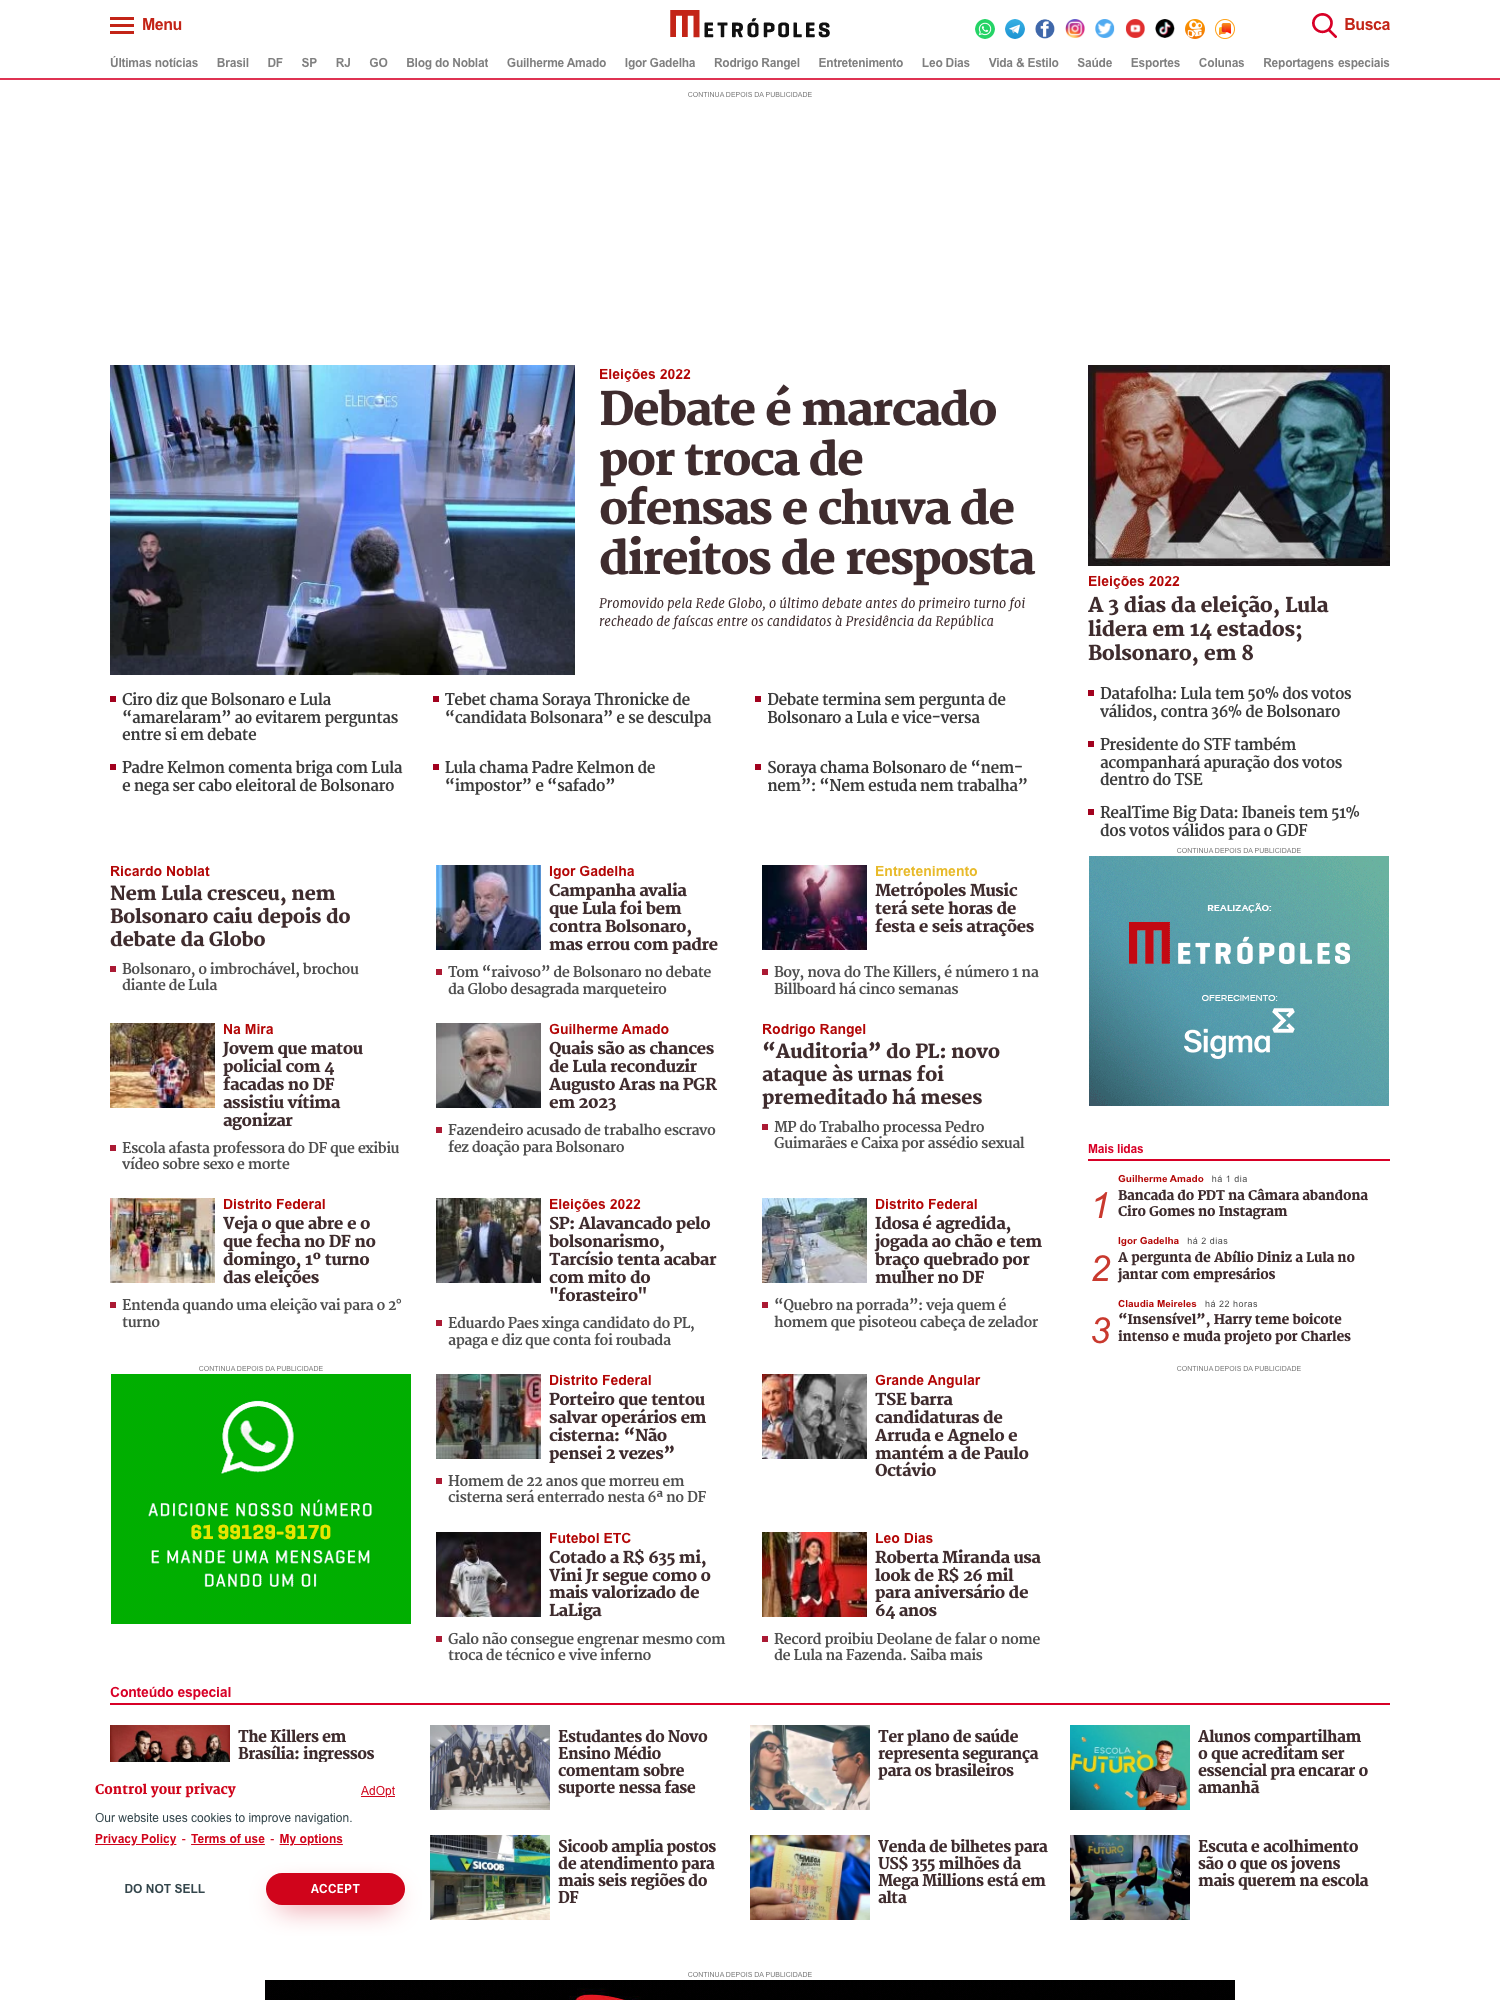 Menu
METRÓPOLES
Busca
Últimas notícias Brasil DF SP RJ GO Blog do Noblat Guilherme Amado Igor Gadelha Rodrigo Rangel Entretenimento Leo Dias Vida & Estilo Saúde Esportes Colunas Reportagens especiais
CONTINUA DEPOIS DA PUBLICIDADE
ELEIÇÕES
Eleições 2022
Debate é marcado
por troca de
ofensas e chuva de
direitos de resposta
Promovido pela Rede Globo, o último debate antes do primeiro turno foi
recheado de faíscas entre os candidatos à Presidência da República
Ciro diz que Bolsonaro e Lula
“amarelaram” ao evitarem perguntas
entre si em debate
Tebet chama Soraya Thronicke de
“candidata Bolsonara” e se desculpa
Debate termina sem pergunta de
Bolsonaro a Lula e vice-versa
Padre Kelmon comenta briga com Lula
e nega ser cabo eleitoral de Bolsonaro
Lula chama Padre Kelmon de
“impostor” e “safado”
Soraya chama Bolsonaro de “nem-
nem”: “Nem estuda nem trabalha”
X
Eleições 2022
A 3 dias da eleição, Lula
lidera em 14 estados;
Bolsonaro, em 8
Datafolha: Lula tem 50% dos votos
válidos, contra 36% de Bolsonaro
Presidente do STF também
acompanhará apuração dos votos
dentro do TSE
RealTime Big Data: Ibaneis tem 51%
dos votos válidos para o GDF
CONTINUA DEPOIS DA PUBLICIDADE
REALIZAÇÃO:
METRÓPOLES
OFERECIMENTO:
Sigma
Ricardo Noblat
Nem Lula cresceu, nem
Bolsonaro caiu depois do
debate da Globo
Bolsonaro, o imbrochável, brochou
diante de Lula
Igor Gadelha
Campanha avalia
que Lula foi bem
contra Bolsonaro,
mas errou com padre
Tom “raivoso” de Bolsonaro no debate
da Globo desagrada marqueteiro
Entretenimento
Metrópoles Music
terá sete horas de
festa e seis atrações
Boy, nova do The Killers, é número 1 na
Billboard há cinco semanas
Na Mira
Jovem que matou
policial com 4
facadas no DF
assistiu vítima
agonizar
Escola afasta professora do DF que exibiu
vídeo sobre sexo e morte
Guilherme Amado
Quais são as chances
de Lula reconduzir
Augusto Aras na PGR
em 2023
Fazendeiro acusado de trabalho escravo
fez doação para Bolsonaro
Rodrigo Rangel
“Auditoria” do PL: novo
ataque às urnas foi
premeditado há meses
MP do Trabalho processa Pedro
Guimarães e Caixa por assédio sexual
Distrito Federal
Veja o que abre e o
que fecha no DF no
domingo, 1º turno
das eleições
Entenda quando uma eleição vai para o 2°
turno
Eleições 2022
SP: Alavancado pelo
bolsonarismo,
Tarcísio tenta acabar
com mito do
"forasteiro"
Eduardo Paes xinga candidato do PL,
apaga e diz que conta foi roubada
Distrito Federal
Idosa é agredida,
jogada ao chão e tem
braço quebrado por
mulher no DF
“Quebro na porrada”: veja quem é
homem que pisoteou cabeça de zelador
Mais lidas
1
Guilherme Amado há 1 dia
Bancada do PDT na Câmara abandona
Ciro Gomes no Instagram
2
Igor Gadelha há 2 dias
A pergunta de Abílio Diniz a Lula no
jantar com empresários
3
Claudia Meireles há 22 horas
“Insensível”, Harry teme boicote
intenso e muda projeto por Charles
CONTINUA DEPOIS DA PUBLICIDADE
CONTINUA DEPOIS DA PUBLICIDADE
ADICIONE NOSSO NÚMERO
61 99129-9170
E MANDE UMA MENSAGEM
DANDO UM OI
Distrito Federal
Porteiro que tentou
salvar operários em
cisterna: “Não
pensei 2 vezes”
Homem de 22 anos que morreu em
cisterna será enterrado nesta 6ª no DF
Grande Angular
TSE barra
candidaturas de
Arruda e Agnelo e
mantém a de Paulo
Octávio
Futebol ETC
Cotado a R$ 635 mi,
Vini Jr segue como o
mais valorizado de
LaLiga
Galo não consegue engrenar mesmo com
troca de técnico e vive inferno
Leo Dias
Roberta Miranda usa
look de R$ 26 mil
para aniversário de
64 anos
Record proibiu Deolane de falar o nome
de Lula na Fazenda. Saiba mais
Conteúdo especial
The Killers em
Brasília: ingressos
Estudantes do Novo
Ensino Médio
comentam sobre
suporte nessa fase
Ter plano de saúde
representa segurança
para os brasileiros
ESCOLA
FUTURO
Alunos compartilham
o que acreditam ser
essencial pra encarar o
amanhã
Control your privacy
AdOpt
Our website uses cookies to improve navigation.
Privacy Policy - Terms of use - My options
DO NOT SELL
ACCEPT
SICOOB
Sicoob amplia postos
de atendimento para
mais seis regiões do
DF
MEGA
MILLIONS
Venda de bilhetes para
US$ 355 milhões da
Mega Millions está em
alta
FUTURO
Escuta e acolhimento
são o que os jovens
mais querem na escola
CONTINUA DEPOIS DA PUBLICIDADE